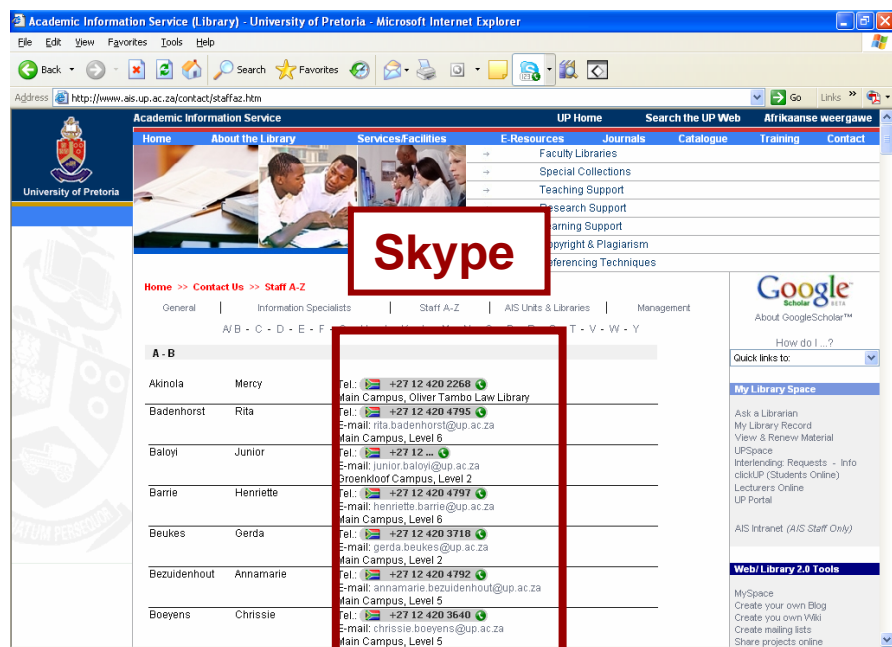 Academic Information Service (Library) - University of Pretoria - Microsoft Internet Explorer
File Edit View Favorites Tools Help
Back Search Favorites
Address http://www.ais.up.ac.za/contact/staffaz.htm Go Links »
Academic Information Service UP Home Search the UP Web Afrikaanse weergawe
Home About the Library Services/Facilities E-Resources Journals Catalogue Training Contact
University of Pretoria
→ Faculty Libraries
→ Special Collections
→ Teaching Support
Research Support
Support
Copyright & Plagiarism
Referencing Techniques
Skype
Home >> Contact Us >> Staff A-Z
General | Information Specialists | Staff A-Z | AIS Units & Libraries | Management
A/B - C - D - E - F - T - V - W - Y
A - B
Akinola Mercy Tel.: +27 12 420 2268
Main Campus, Oliver Tambo Law Library
Badenhorst Rita Tel.: +27 12 420 4795
E-mail: rita.badenhorst@up.ac.za
Main Campus, Level 6
Baloyi Junior Tel.: +27 12 ...
E-mail: junior.baloyi@up.ac.za
Groenkloof Campus, Level 2
Barrie Henriette Tel.: +27 12 420 4797
E-mail: henriette.barrie@up.ac.za
Main Campus, Level 6
Beukes Gerda Tel.: +27 12 420 3718
E-mail: gerda.beukes@up.ac.za
Main Campus, Level 2
Bezuidenhout Annamarie Tel.: +27 12 420 4792
E-mail: annamarie.bezuidenhout@up.ac.za
Main Campus, Level 5
Boeyens Chrissie Tel.: +27 12 420 3640
E-mail: chrissie.boeyens@up.ac.za
Main Campus, Level 5
Google
Scholar BETA
About GoogleScholar™
How do I ...?
Quick links to:
My Library Space
Ask a Librarian
My Library Record
View & Renew Material
UPSpace
Interlending: Requests - Info
clickUP (Students Online)
Lecturers Online
UP Portal
AIS Intranet (AIS Staff Only)
Web/ Library 2.0 Tools
MySpace
Create your own Blog
Create you own Wiki
Create mailing lists
Share projects online